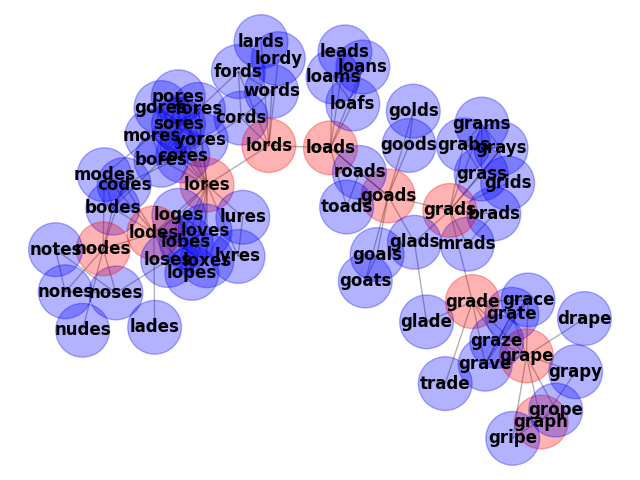 lards
lordy
leads
fords
loans
loams
words
pores
gores
fores
loafs
golds
cords
sores
grams
mores
yores
lords
loads
goods
grabs
grays
bores
cores
roads
grass
modes
codes
lores
grids
goads
toads
bodes
grads
brads
loges
lures
lodes
loves
glads
mrads
notes
nodes
lobes
goals
lyres
loses
loxes
lopes
goats
nones
noses
grade
grace
grate
glade
drape
nudes
lades
graze
grape
grave
grapy
trade
grope
graph
gripe